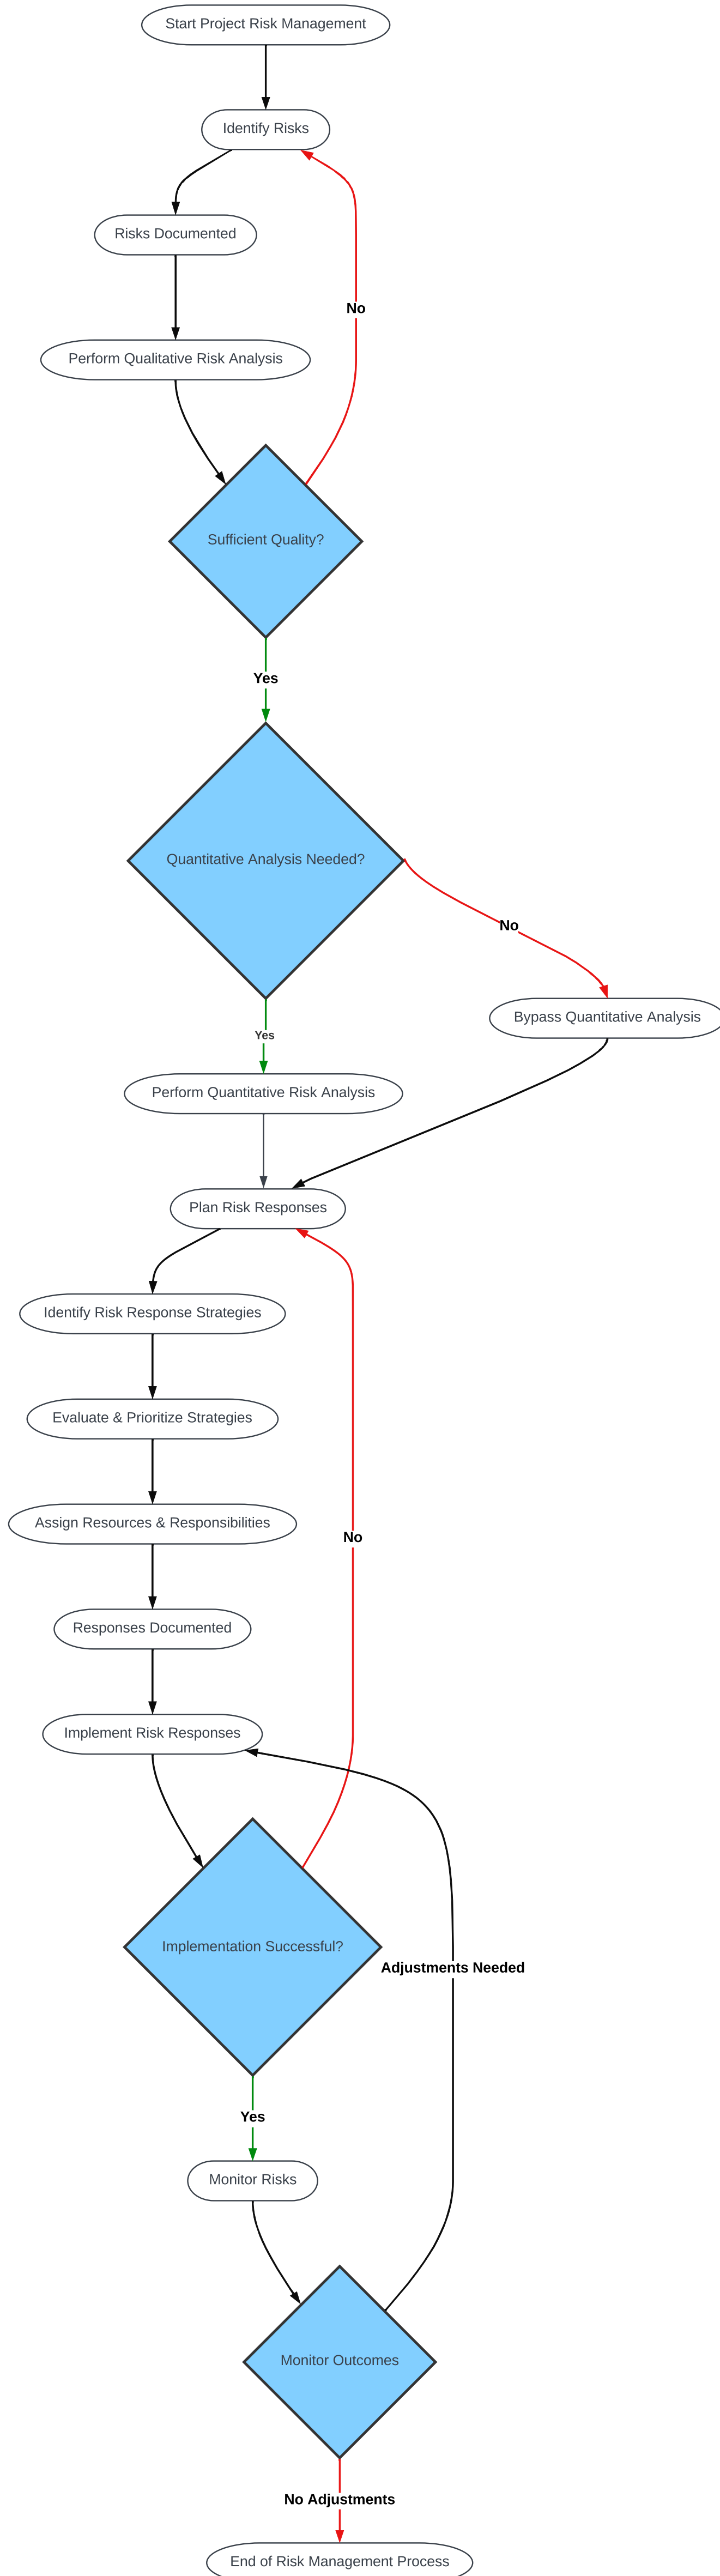 Start Project Risk Management
Identify Risks
Risks Documented
No
Perform Qualitative Risk Analysis
Sufficient Quality?
Yes
Quantitative Analysis Needed?
No
Bypass Quantitative Analysis
Yes
Perform Quantitative Risk Analysis
Plan Risk Responses
Identify Risk Response Strategies
Evaluate & Prioritize Strategies
Assign Resources & Responsibilities
No
Responses Documented
Implement Risk Responses
Implementation Successful?
Adjustments Needed
Yes
Monitor Risks
Monitor Outcomes
No Adjustments
End of Risk Management Process